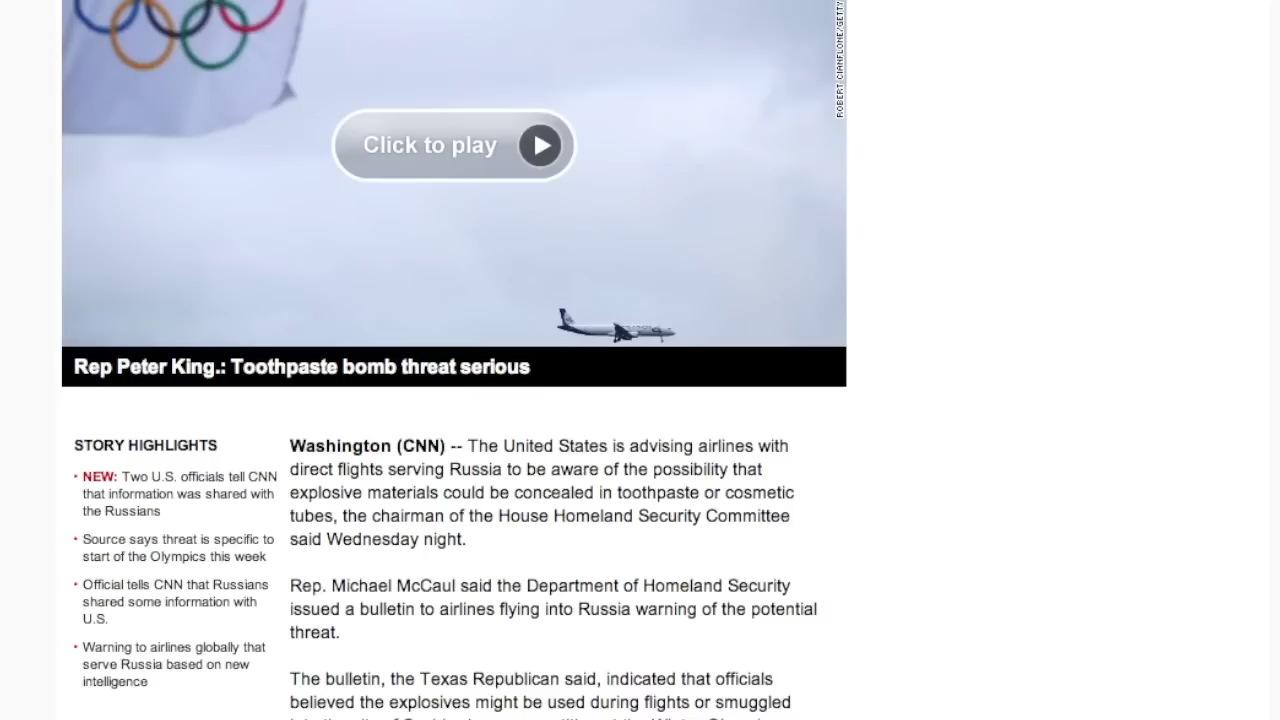 ROBERT CIANFLONE/GETTY
Click to play
Rep Peter King.: Toothpaste bomb threat serious
STORY HIGHLIGHTS
NEW: Two U.S. officials tell CNN
that information was shared with
the Russians
Source says threat is specific to
start of the Olympics this week
Official tells CNN that Russians
shared some information with
U.S.
Warning to airlines globally that
serve Russia based on new
intelligence
Washington (CNN) -- The United States is advising airlines with
direct flights serving Russia to be aware of the possibility that
explosive materials could be concealed in toothpaste or cosmetic
tubes, the chairman of the House Homeland Security Committee
said Wednesday night.
Rep. Michael McCaul said the Department of Homeland Security
issued a bulletin to airlines flying into Russia warning of the potential
threat.
The bulletin, the Texas Republican said, indicated that officials
believed the explosives might be used during flights or smuggled